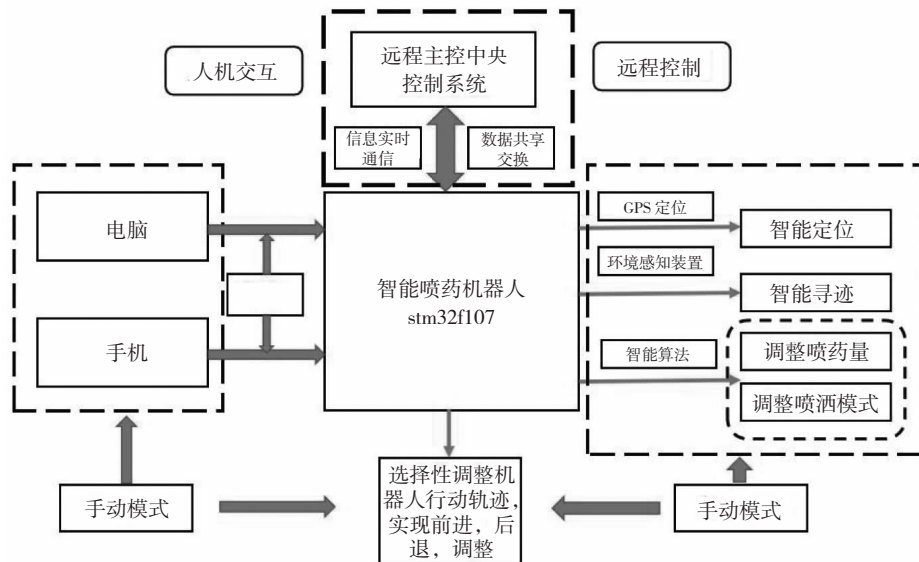 人机交互
远程主控中央
控制系统
远程控制
信息实时
通信
数据共享
交换
电脑
手机
智能喷药机器人
stm32f107
GPS 定位
智能定位
环境感知装置
智能寻迹
智能算法
调整喷药量
调整喷洒模式
手动模式
选择性调整机
器人行动轨迹，
实现前进，后
退，调整
手动模式